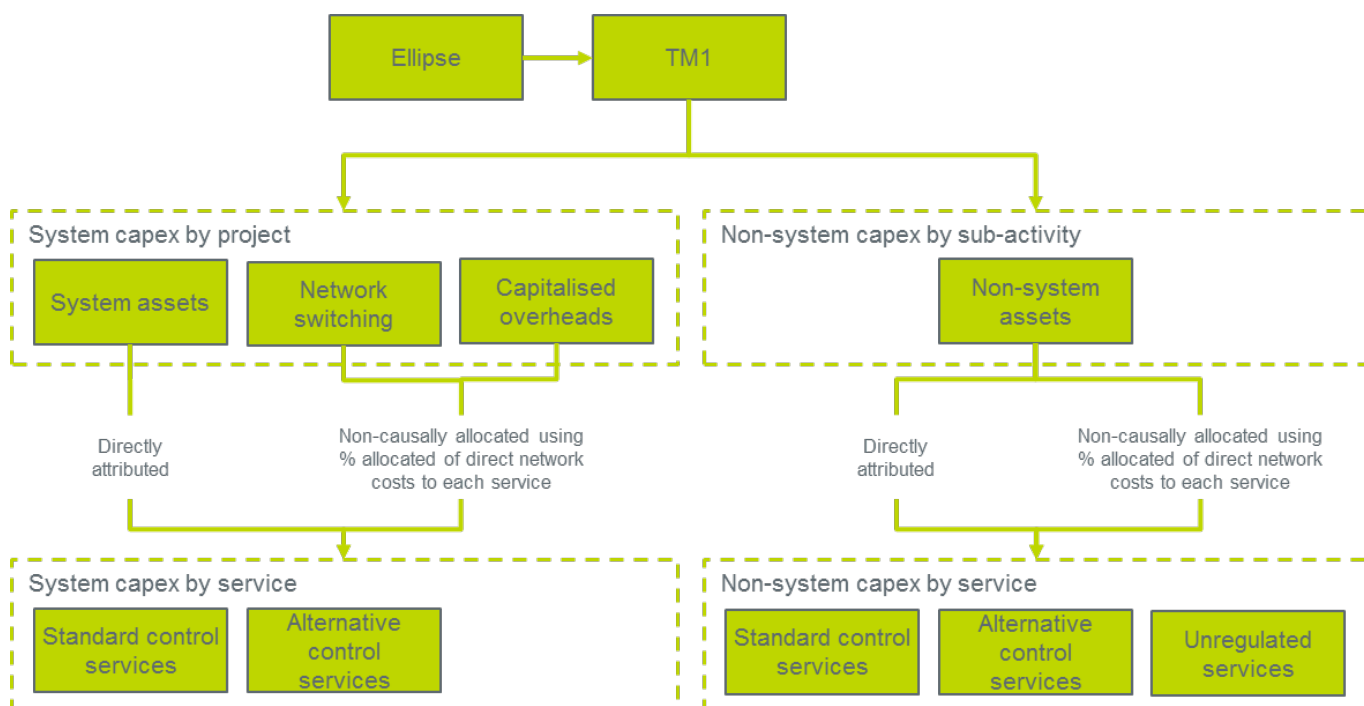 Ellipse
TM1
System capex by project
System assets
Network
switching
Capitalised
overheads
Non-system capex by sub-activity
Non-system
assets
Directly
attributed
Non-causally allocated using
% allocated of direct network
costs to each service
Directly
attributed
Non-causally allocated using
% allocated of direct network
costs to each service
System capex by service
Standard control
services
Alternative
control
services
Non-system capex by service
Standard control
services
Alternative
control
services
Unregulated
services